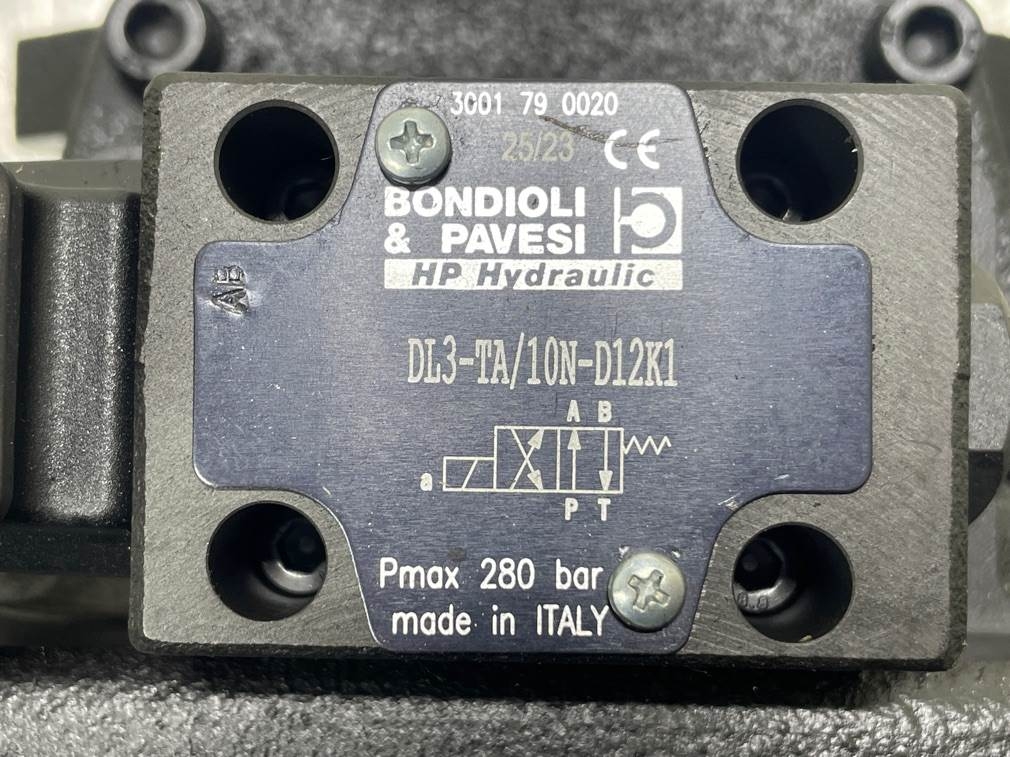 3001 79 0020
25/23 CE
BONDIOLI
& PAVESI
HP Hydraulic
AB
DL3-TA/10N-D12K1
A B
a
P T
Pmax 280 bar
made in ITALY